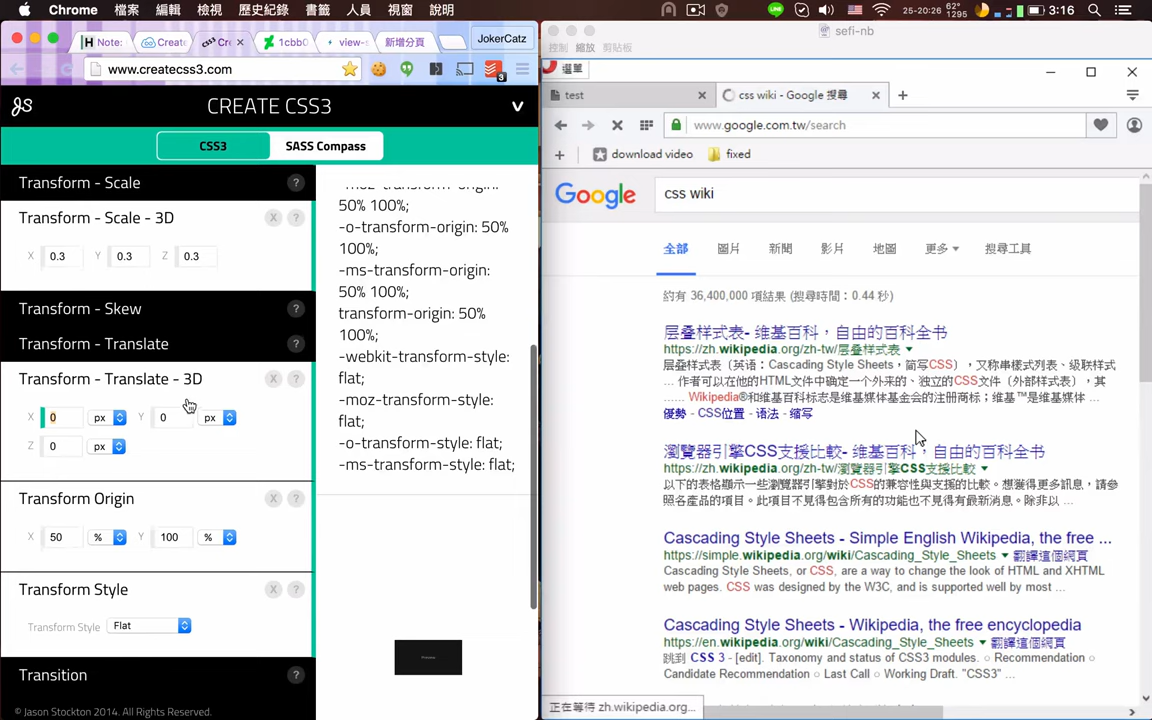 Chrome 檔案 編輯 檢視 歷史紀錄 書籤 人員 視窗 說明
25-20:26 62° 1295 3:16
Note:
Create
Cr
1cbb0
view-s
新增分頁
JokerCatz
www.createcss3.com
3
CREATE CSS3
CSS3
SASS Compass
Transform - Scale ?
Transform - Scale - 3D X ?
X 0.3 Y 0.3 Z 0.3
Transform - Skew ?
Transform - Translate ?
Transform - Translate - 3D X ?
X 0 px Y 0 px
Z 0 px
Transform Origin X ?
X 50 % Y 100 %
Transform Style X ?
Transform Style Flat
Transition ?
© Jason Stockton 2014. All Rights Reserved.
-moz-transform-origin:
50% 100%;
-o-transform-origin: 50%
100%;
-ms-transform-origin:
50% 100%;
transform-origin: 50%
100%;
-webkit-transform-style:
flat;
-moz-transform-style:
flat;
-o-transform-style: flat;
-ms-transform-style: flat;
sefi-nb
控制 縮放 剪貼板
選單
test
css wiki - Google 搜尋
www.google.com.tw/search
download video
fixed
Google
css wiki
全部 圖片 新聞 影片 地圖 更多 搜尋工具
約有 36,400,000 項結果 (搜尋時間：0.44 秒)
层叠样式表- 维基百科，自由的百科全书
https://zh.wikipedia.org/zh-tw/层叠样式表
层叠样式表（英语：Cascading Style Sheets，简写CSS），又称串樣式列表、级联样式
... 作者可以在他的HTML文件中确定一个外来的、独立的CSS文件（外部样式表），其
... Wikipedia®和维基百科标志是维基媒体基金会的注册商标；维基™是维基媒体 ...
優勢 - CSS位置 - 语法 - 缩写
瀏覽器引擎CSS支援比較- 维基百科，自由的百科全书
https://zh.wikipedia.org/zh-tw/瀏覽器引擎CSS支援比較
以下的表格顯示一些瀏覽器引擎對於CSS的兼容性與支援的比較。想獲得更多訊息，請參
照各產品的項目。此項目不見得包含所有的功能也不見得有最新消息。除非以 ...
Cascading Style Sheets - Simple English Wikipedia, the free ...
https://simple.wikipedia.org/wiki/Cascading_Style_Sheets 翻譯這個網頁
Cascading Style Sheets, or CSS, are a way to change the look of HTML and XHTML
web pages. CSS was designed by the W3C, and is supported well by most ...
Cascading Style Sheets - Wikipedia, the free encyclopedia
https://en.wikipedia.org/wiki/Cascading_Style_Sheets 翻譯這個網頁
跳到 CSS 3 - [edit]. Taxonomy and status of CSS3 modules. ○ Recommendation ○
Candidate Recommendation ○ Last Call ○ Working Draft. "CSS3" ...
正在等待 zh.wikipedia.org...